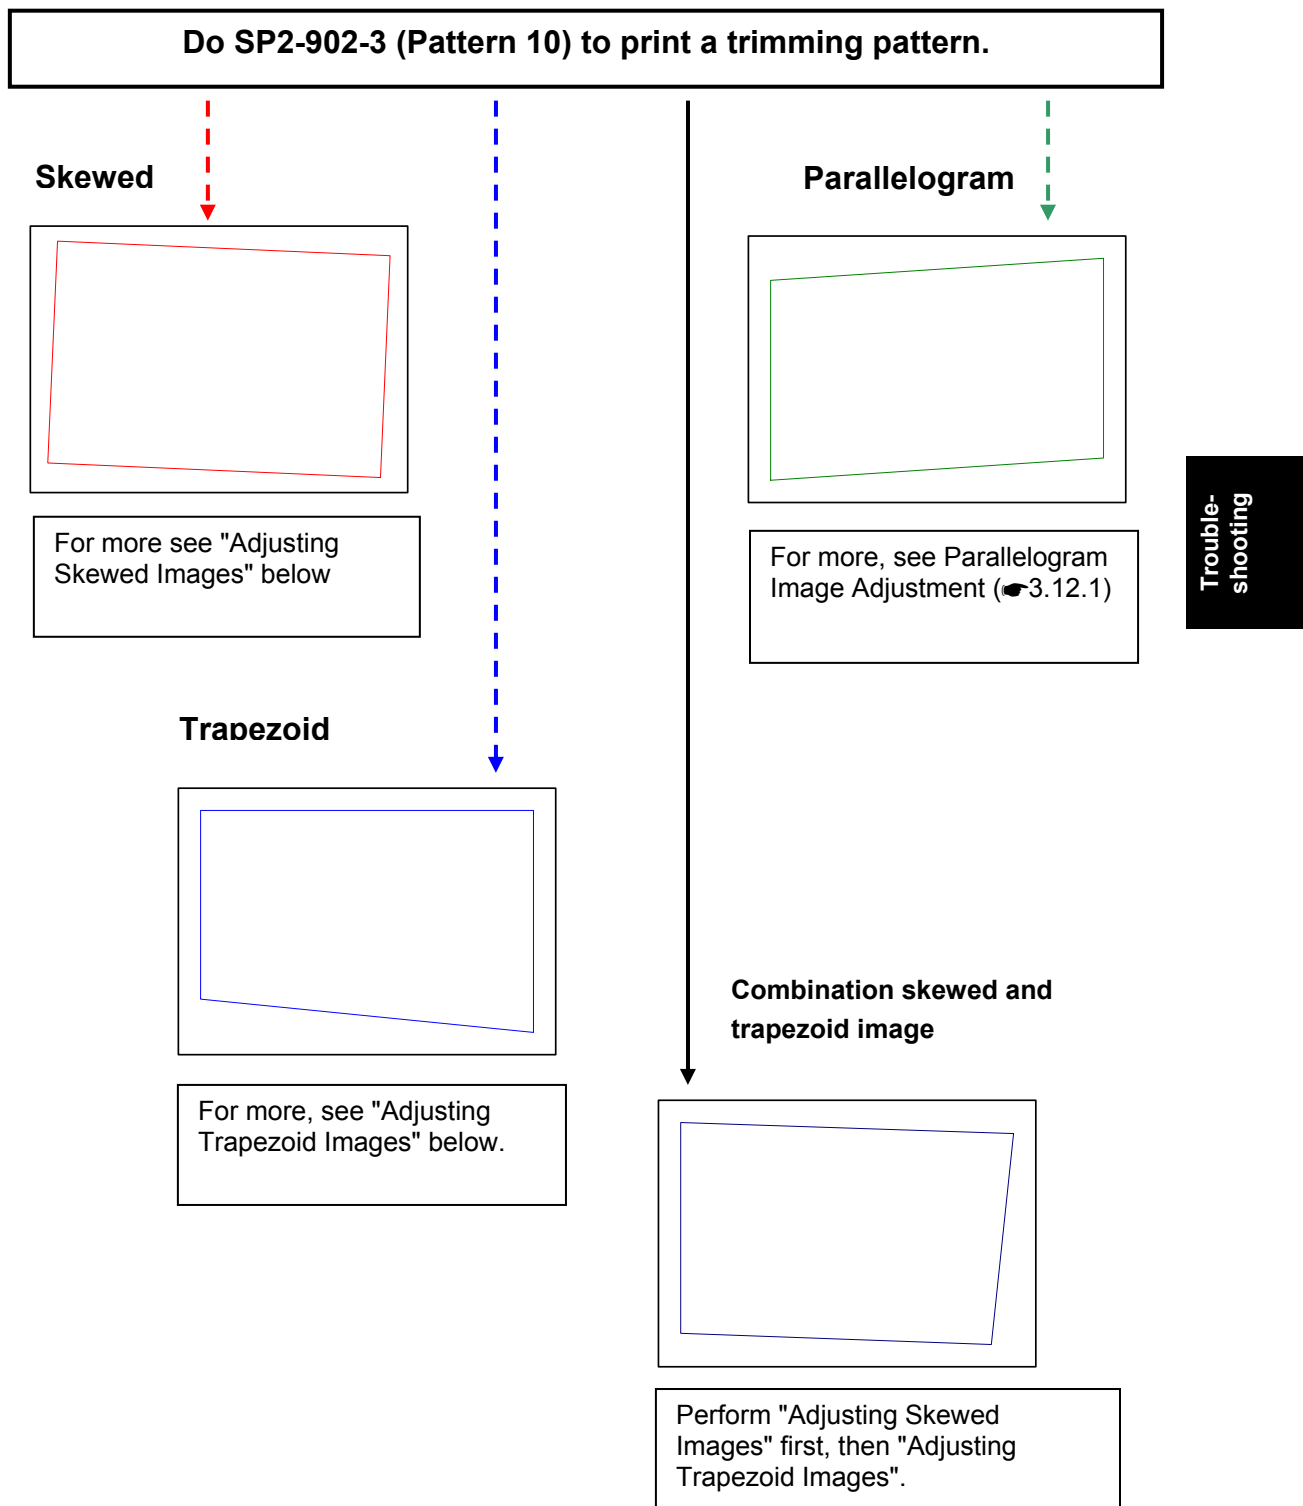 Do SP2-902-3 (Pattern 10) to print a trimming pattern.
Skewed
Parallelogram
For more see "Adjusting
Skewed Images" below
For more, see Parallelogram
Image Adjustment (☛3.12.1)
Trouble-
shooting
Trapezoid
For more, see "Adjusting
Trapezoid Images" below.
Combination skewed and
trapezoid image
Perform "Adjusting Skewed
Images" first, then "Adjusting
Trapezoid Images".